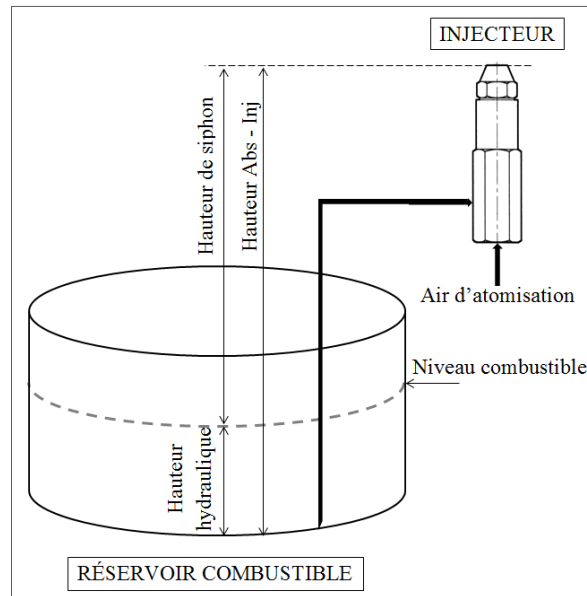 INJECTEUR
Hauteur de siphon
Hauteur Abs - Inj
Air d’atomisation
Niveau combustible
Hauteur
hydraulique
RÉSERVOIR COMBUSTIBLE